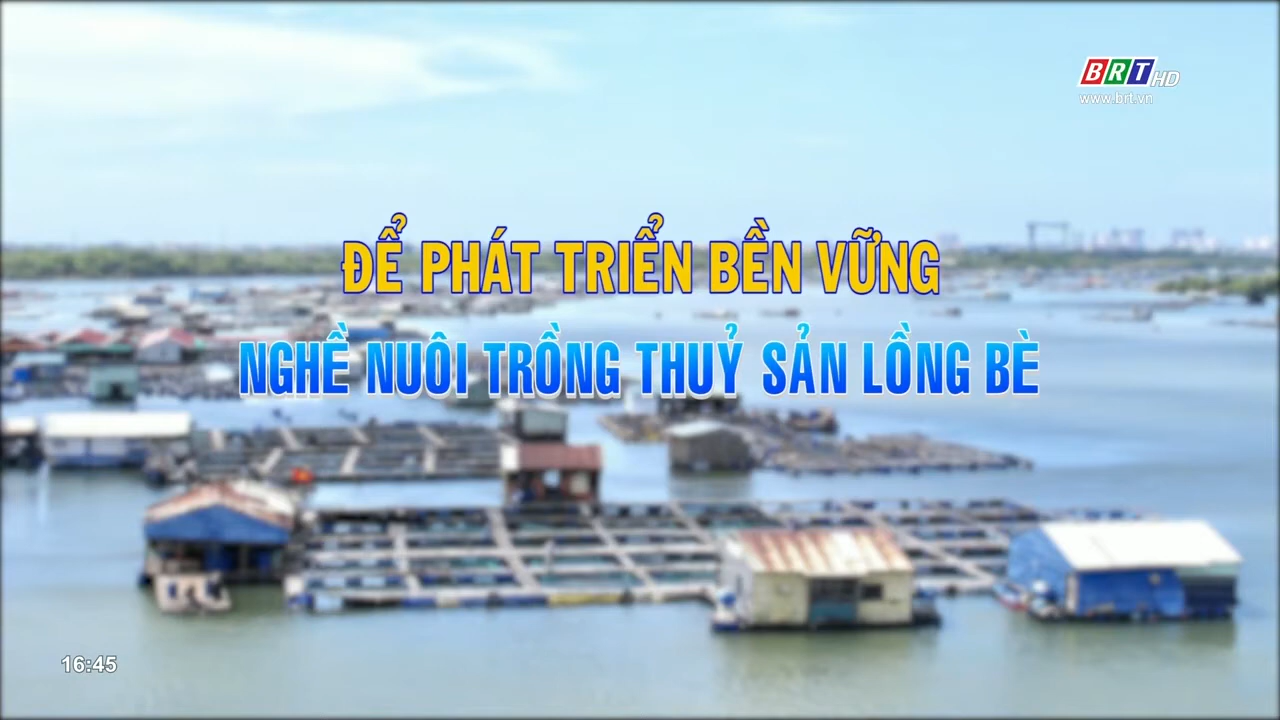 BRT HD
www.brt.vn
ĐỂ PHÁT TRIỂN BỀN VỮNG
NGHỀ NUÔI TRỒNG THUỶ SẢN LỒNG BÈ
16:45